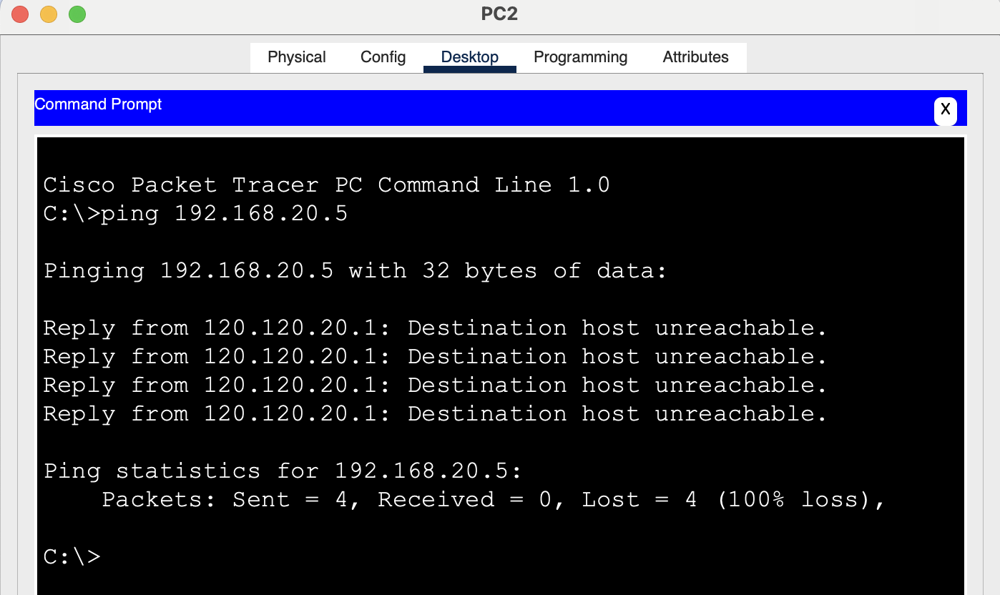 PC2
Physical Config Desktop Programming Attributes
Command Prompt
X
Cisco Packet Tracer PC Command Line 1.0
C:\>ping 192.168.20.5
Pinging 192.168.20.5 with 32 bytes of data:
Reply from 120.120.20.1: Destination host unreachable.
Reply from 120.120.20.1: Destination host unreachable.
Reply from 120.120.20.1: Destination host unreachable.
Reply from 120.120.20.1: Destination host unreachable.
Ping statistics for 192.168.20.5:
    Packets: Sent = 4, Received = 0, Lost = 4 (100% loss),
C:\>